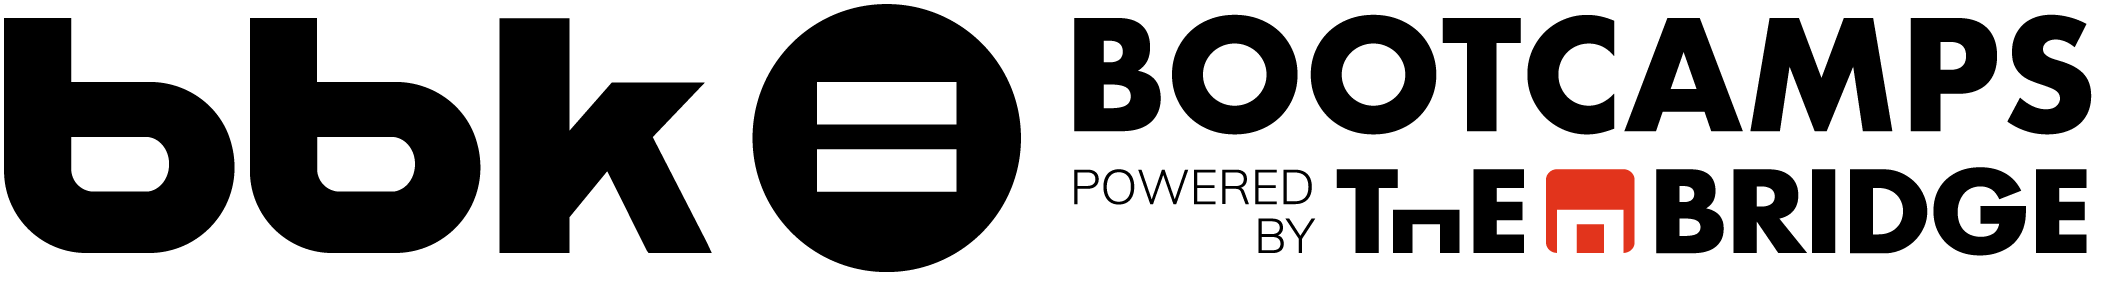 bbk
BOOTCAMPS
POWERED
BY THE BRIDGE